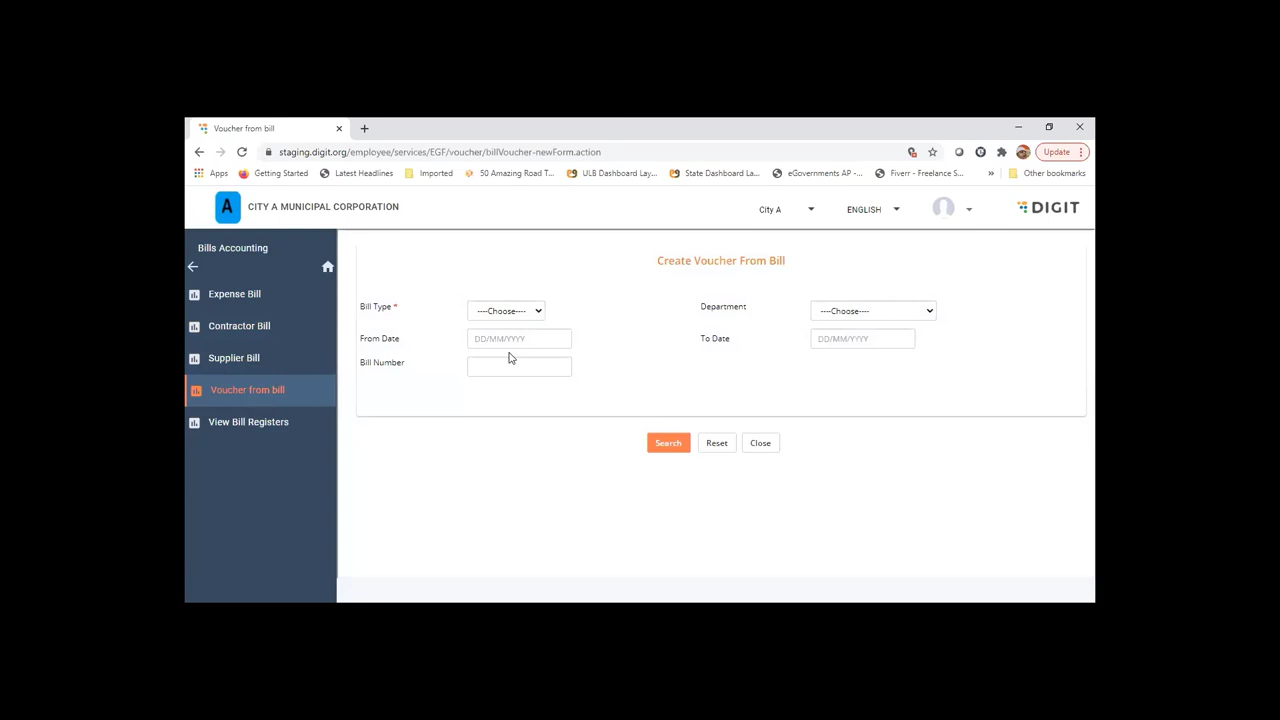 Voucher from bill
staging.digit.org/employee/services/EGF/voucher/billVoucher-newForm.action
Update
Apps Getting Started Latest Headlines Imported 50 Amazing Road T... ULB Dashboard Lay... State Dashboard La... eGovernments AP -... Fiverr - Freelance S... » Other bookmarks
A CITY A MUNICIPAL CORPORATION City A ENGLISH DIGIT
Bills Accounting
Expense Bill
Contractor Bill
Supplier Bill
Voucher from bill
View Bill Registers
Create Voucher From Bill
Bill Type * ----Choose---- Department ----Choose----
From Date DD/MM/YYYY To Date DD/MM/YYYY
Bill Number
Search Reset Close